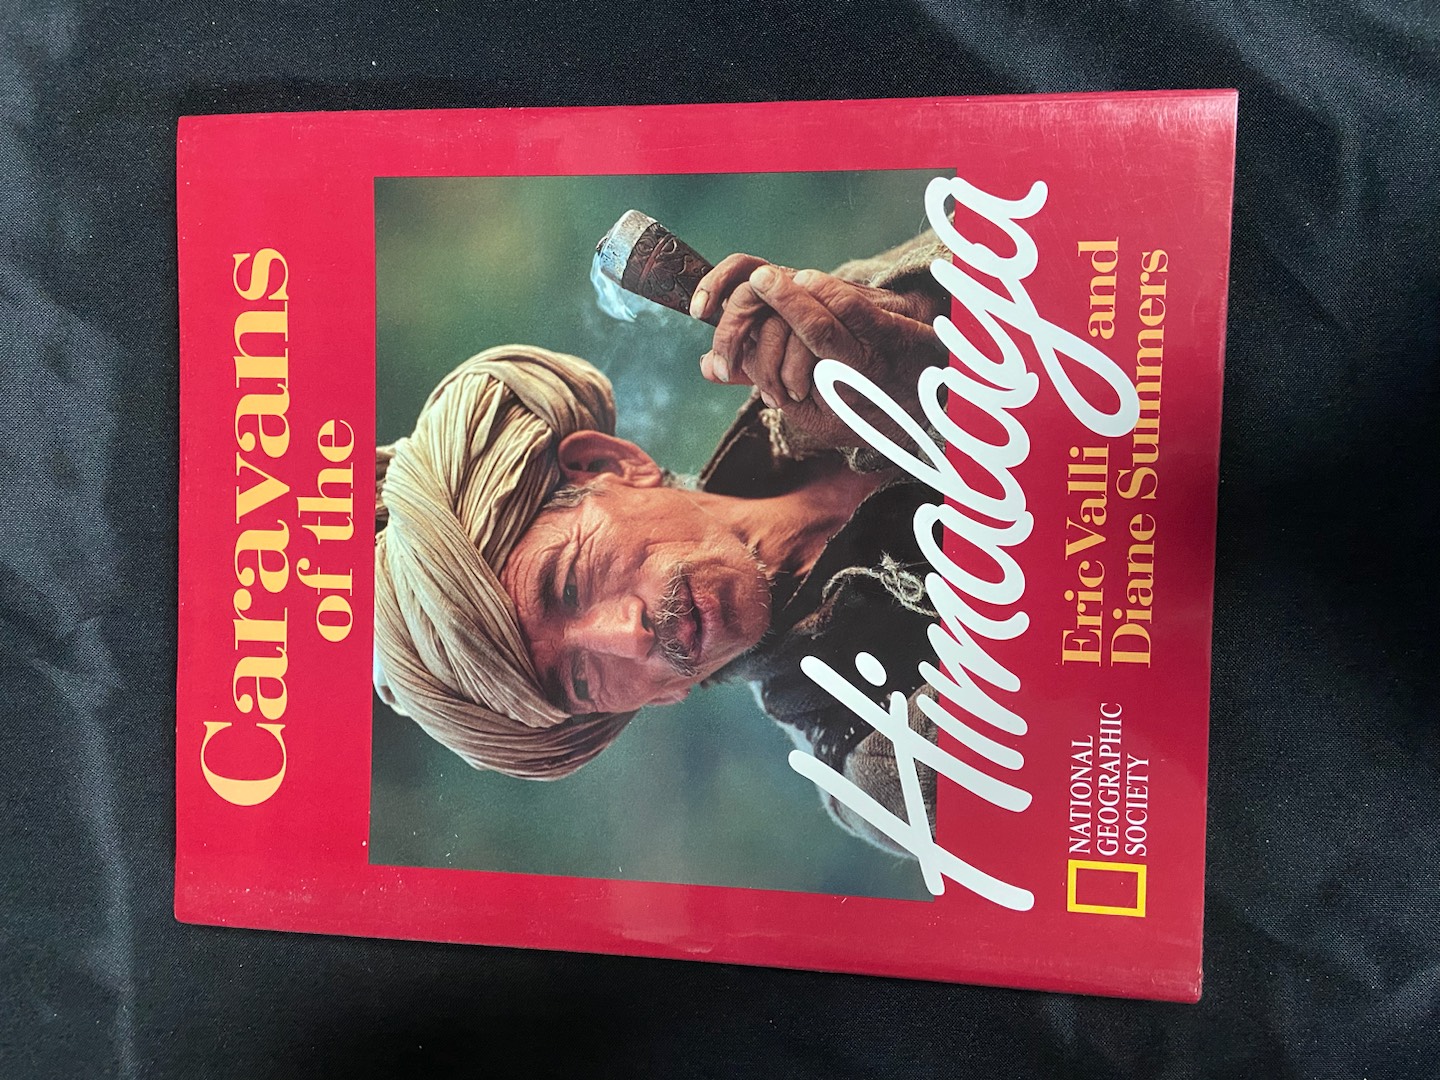 Caravans
of the
Himalaya
Eric Valli and
Diane Summers
NATIONAL
GEOGRAPHIC
SOCIETY